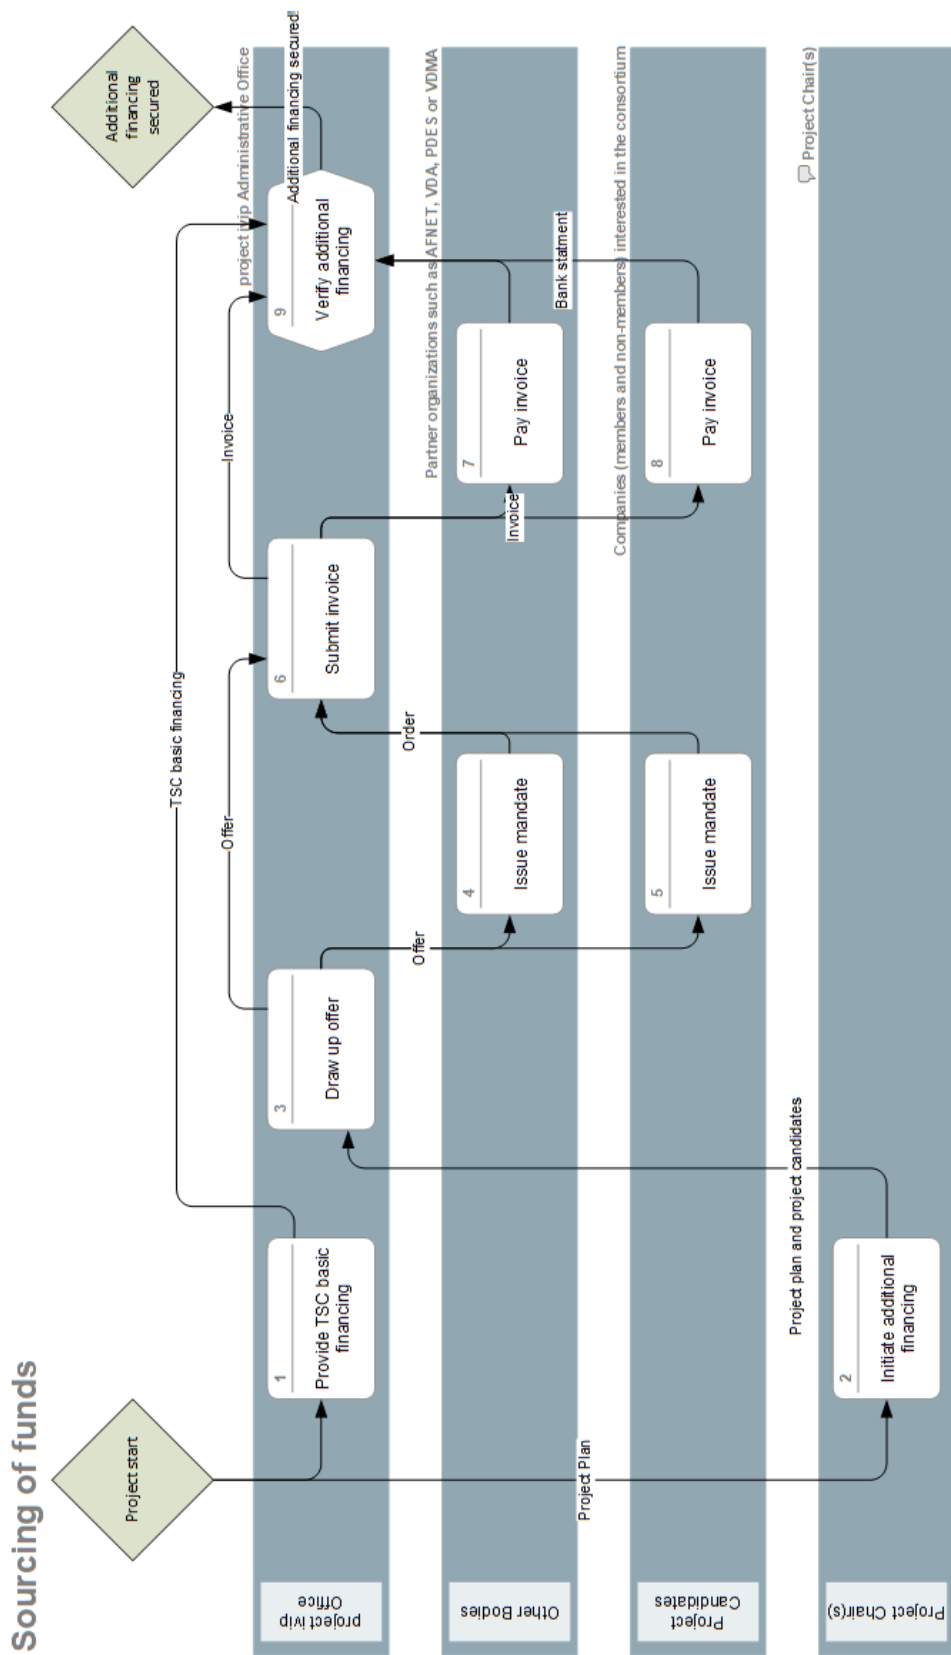 Sourcing of funds
Project start
Additional
financing
secured
project ivip
Office
project ivip Administrative Office
1
Provide TSC basic
financing
TSC basic financing
3
Draw up offer
Offer
Offer
6
Submit invoice
Invoice
Invoice
9
Verify additional
financing
Additional financing secured!
Other Bodies
Partner organizations such as AFNET, VDA, PDES or VDMA
4
Issue mandate
Order
7
Pay invoice
Project
Candidates
Companies (members and non-members) interested in the consortium
5
Issue mandate
8
Pay invoice
Bank statment
Project Plan
Project Chair(s)
Project Chair(s)
2
Initiate additional
financing
Project plan and project candidates